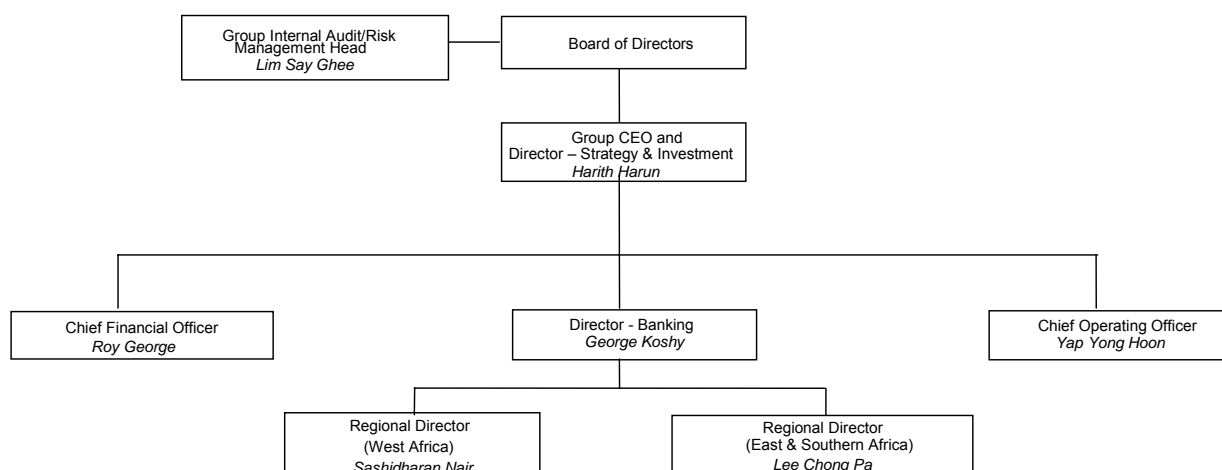 Group Internal Audit/Risk
Management Head
Lim Say Ghee
Board of Directors
Group CEO and
Director – Strategy & Investment
Harith Harun
Chief Financial Officer
Roy George
Director - Banking
George Koshy
Chief Operating Officer
Yap Yong Hoon
Regional Director
(West Africa)
Sashidharan Nair
Regional Director
(East & Southern Africa)
Lee Chong Pa